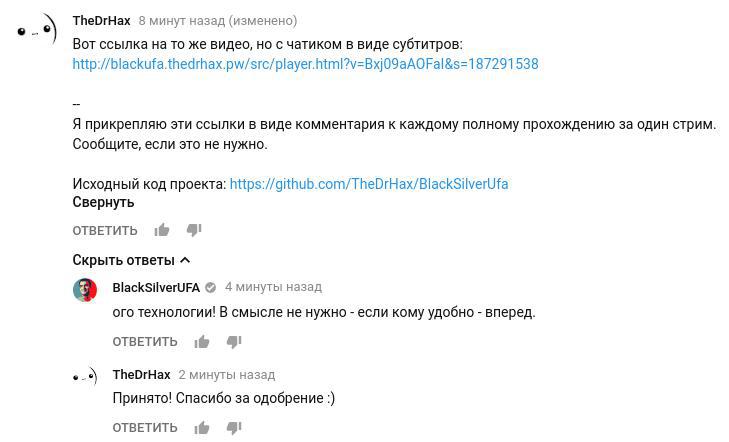 TheDrHax 8 минут назад (изменено)
Вот ссылка на то же видео, но с чатиком в виде субтитров:
http://blackufa.thedrhax.pw/src/player.html?v=Bxj09aAOFaI&s=187291538
--
Я прикрепляю эти ссылки в виде комментария к каждому полному прохождению за один стрим.
Сообщите, если это не нужно.
Исходный код проекта: https://github.com/TheDrHax/BlackSilverUfa
Свернуть
ОТВЕТИТЬ
Скрыть ответы
BlackSilverUFA 4 минуты назад
ого технологии! В смысле не нужно - если кому удобно - вперед.
ОТВЕТИТЬ
TheDrHax 2 минуты назад
Принято! Спасибо за одобрение :)
ОТВЕТИТЬ